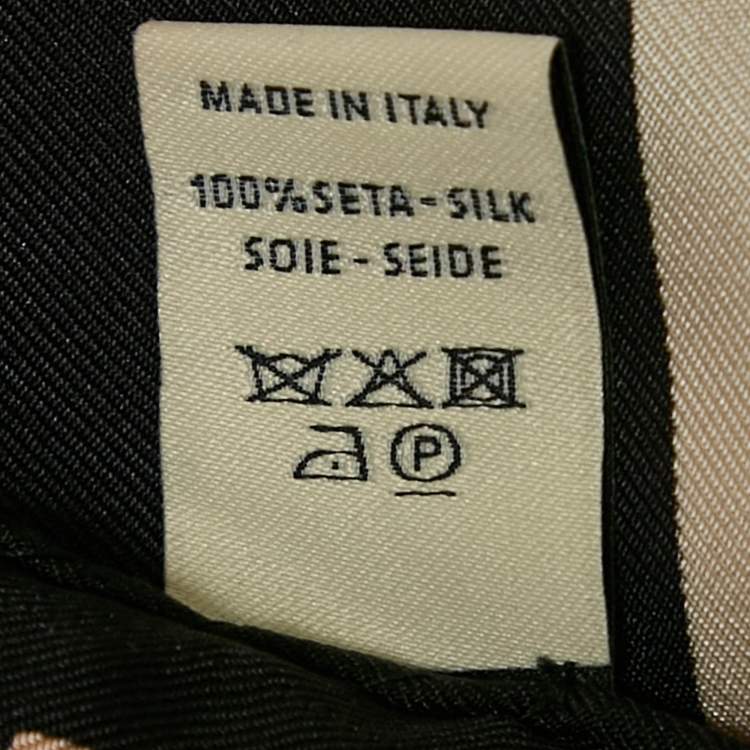 MADE IN ITALY
100% SETA - SILK
SOIE - SEIDE
P